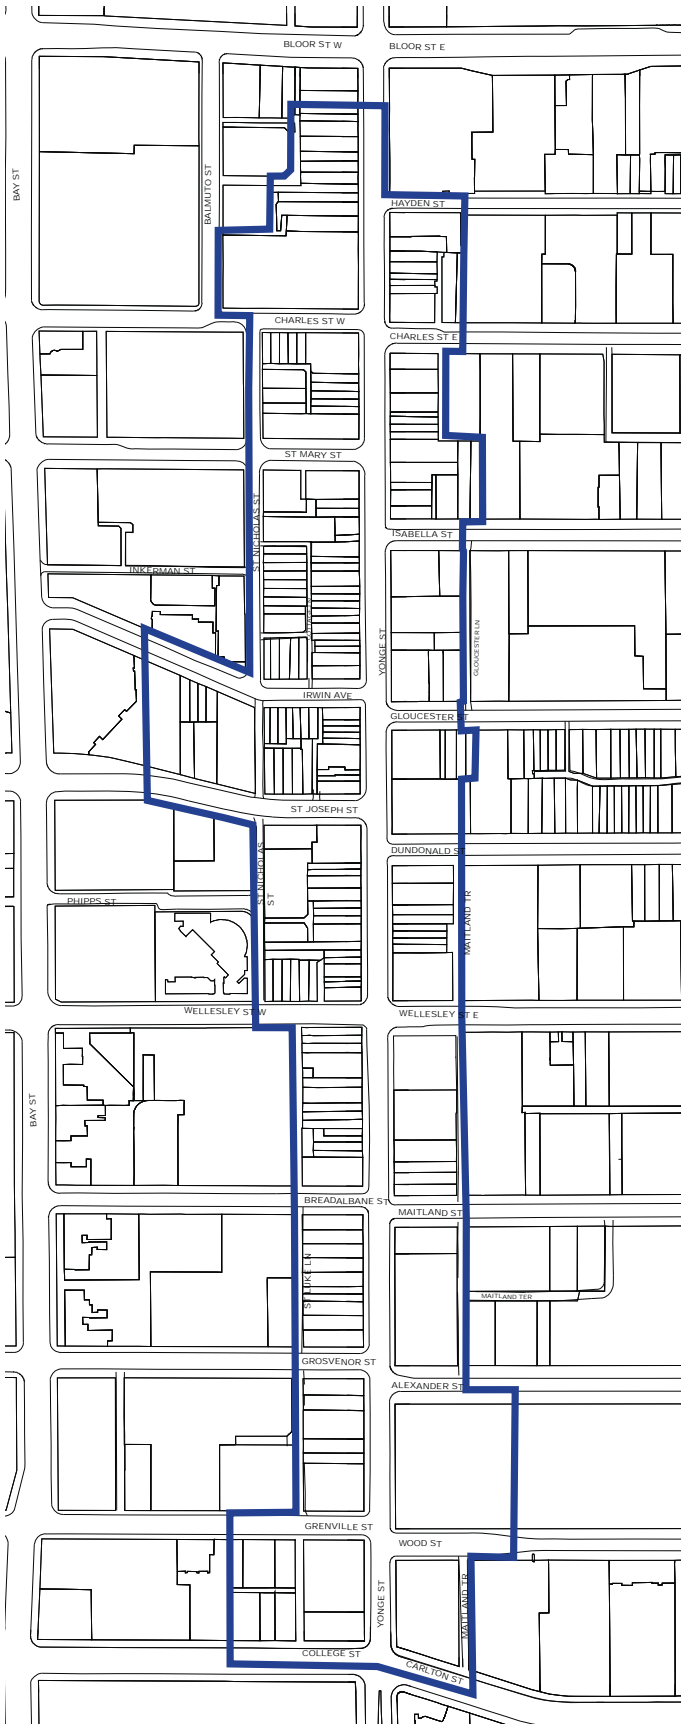 BLOOR ST W
BLOOR ST E
BAY ST
BALMUTO ST
HAYDEN ST
CHARLES ST W
CHARLES ST E
ST MARY ST
ST NICHOLAS ST
ISABELLA ST
INKERMAN ST
YONGE ST
GLOUCESTER LN
IRWIN AVE
GLOUCESTER ST
ST JOSEPH ST
DUNDONALD ST
ST NICHOLAS
ST
PHIPPS ST
MAITLAND TR
WELLESLEY ST W
WELLESLEY ST E
BAY ST
BREADALBANE ST
MAITLAND ST
ST LUKE LN
MAITLAND TER
GROSVENOR ST
ALEXANDER ST
GRENVILLE ST
WOOD ST
YONGE ST
MAITLAND TR
COLLEGE ST
CARLTON ST